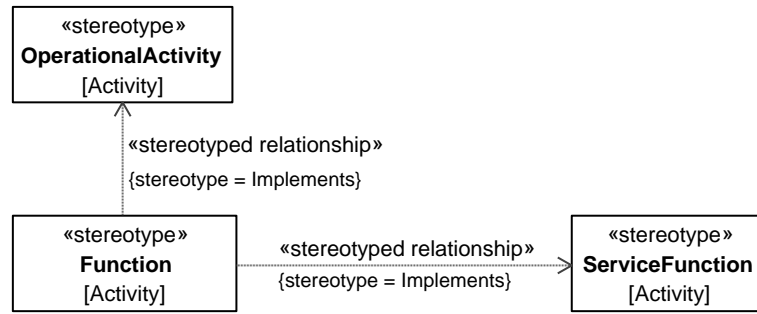 «stereotype»
OperationalActivity
[Activity]
«stereotyped relationship»
{stereotype = Implements}
«stereotype»
Function
[Activity]
«stereotyped relationship»
{stereotype = Implements}
«stereotype»
ServiceFunction
[Activity]